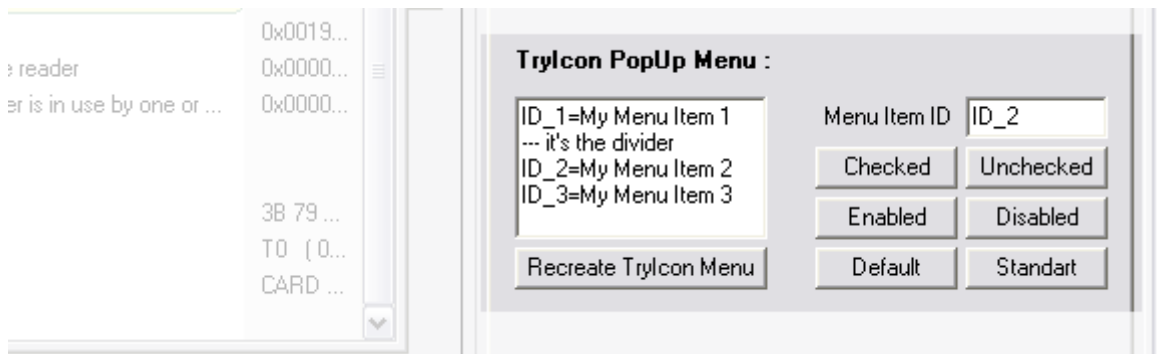 0x0019...
e reader 0x0000...
er is in use by one or ... 0x0000...
3B 79 ...
T0 ( 0...
CARD ...
TryIcon PopUp Menu :
ID_1=My Menu Item 1
--- it's the divider
ID_2=My Menu Item 2
ID_3=My Menu Item 3
Recreate TryIcon Menu
Menu Item ID ID_2
Checked Unchecked
Enabled Disabled
Default Standart